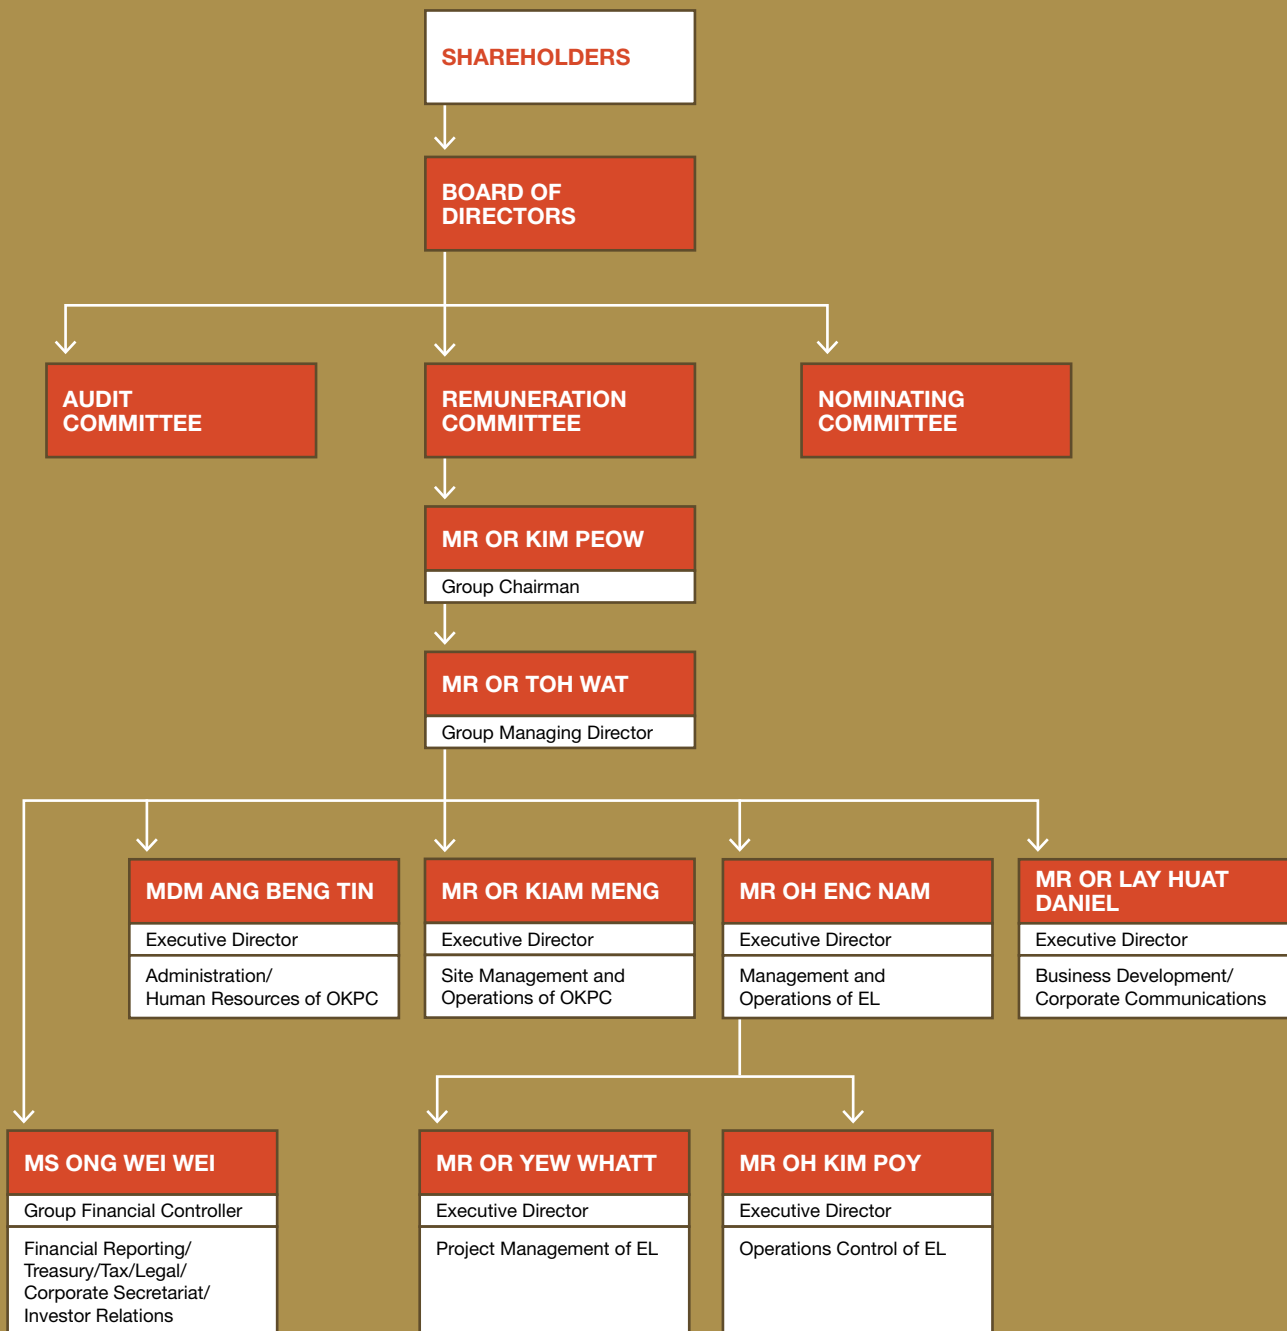 SHAREHOLDERS
BOARD OF
DIRECTORS
AUDIT
COMMITTEE
REMUNERATION
COMMITTEE
NOMINATING
COMMITTEE
MR OR KIM PEOW
Group Chairman
MR OR TOH WAT
Group Managing Director
MDM ANG BENG TIN
Executive Director
Administration/
Human Resources of OKPC
MR OR KIAM MENG
Executive Director
Site Management and
Operations of OKPC
MR OH ENC NAM
Executive Director
Management and
Operations of EL
MR OR LAY HUAT
DANIEL
Executive Director
Business Development/
Corporate Communications
MS ONG WEI WEI
Group Financial Controller
Financial Reporting/
Treasury/Tax/Legal/
Corporate Secretariat/
Investor Relations
MR OR YEW WHATT
Executive Director
Project Management of EL
MR OH KIM POY
Executive Director
Operations Control of EL